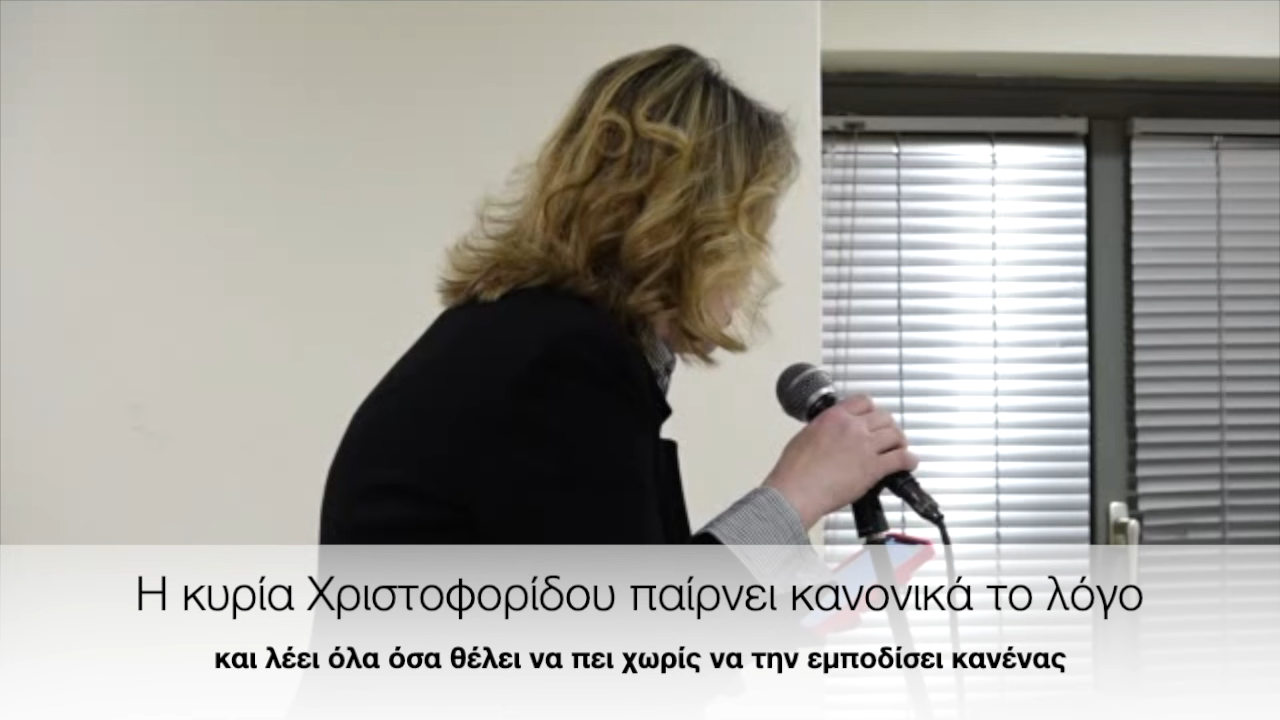 Η κυρία Χριστοφορίδου παίρνει κανονικά το λόγο
και λέει όλα όσα θέλει να πει χωρίς να την εμποδίσει κανένας